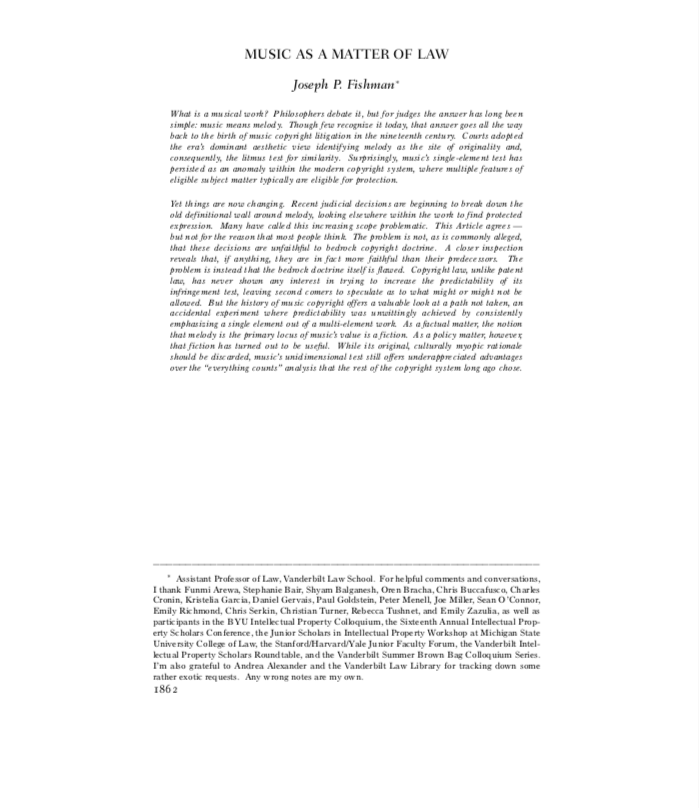 MUSIC AS A MATTER OF LAW
Joseph P. Fishman*
What is a musical work? Philosophers debate it, but for judges the answer has long been
simple: music means melody. Though few recognize it today, that answer goes all the way
back to the birth of music copyright litigation in the nineteenth century. Courts adopted
the era's dominant aesthetic view identifying melody as the site of originality and,
consequently, the litmus test for similarity. Surprisingly, music's single-element test has
persisted as an anomaly within the modern copyright system, where multiple features of
eligible subject matter typically are eligible for protection.
Yet things are now changing. Recent judicial decisions are beginning to break down the
old definitional wall around melody, looking elsewhere within the work to find protected
expression. Many have called this increasing scope problematic. This Article agrees —
but not for the reason that most people think. The problem is not, as is commonly alleged,
that these decisions are unfaithful to bedrock copyright doctrine. A closer inspection
reveals that, if anything, they are in fact more faithful than their predecessors. The
problem is instead that the bedrock doctrine itself is flawed. Copyright law, unlike patent
law, has never shown any interest in trying to increase the predictability of its
infringement test, leaving second comers to speculate as to what might or might not be
allowed. But the history of music copyright offers a valuable look at a path not taken, an
accidental experiment where predictability was unwittingly achieved by consistently
emphasizing a single element out of a multi-element work. As a factual matter, the notion
that melody is the primary locus of music's value is a fiction. As a policy matter, however,
that fiction has turned out to be useful. While its original, culturally myopic rationale
should be discarded, music's unidimensional test still offers underappreciated advantages
over the "everything counts" analysis that the rest of the copyright system long ago chose.
* Assistant Professor of Law, Vanderbilt Law School. For helpful comments and conversations,
I thank Funmi Arewa, Stephanie Bair, Shyam Balganesh, Oren Bracha, Chris Buccafusco, Charles
Cronin, Kristelia Garcia, Daniel Gervais, Paul Goldstein, Peter Menell, Joe Miller, Sean O'Connor,
Emily Richmond, Chris Serkin, Christian Turner, Rebecca Tushnet, and Emily Zazulia, as well as
participants in the BYU Intellectual Property Colloquium, the Sixteenth Annual Intellectual Prop-
erty Scholars Conference, the Junior Scholars in Intellectual Property Workshop at Michigan State
University College of Law, the Stanford/Harvard/Yale Junior Faculty Forum, the Vanderbilt Intel-
lectual Property Scholars Roundtable, and the Vanderbilt Summer Brown Bag Colloquium Series.
I'm also grateful to Andrea Alexander and the Vanderbilt Law Library for tracking down some
rather exotic requests. Any wrong notes are my own.
1862